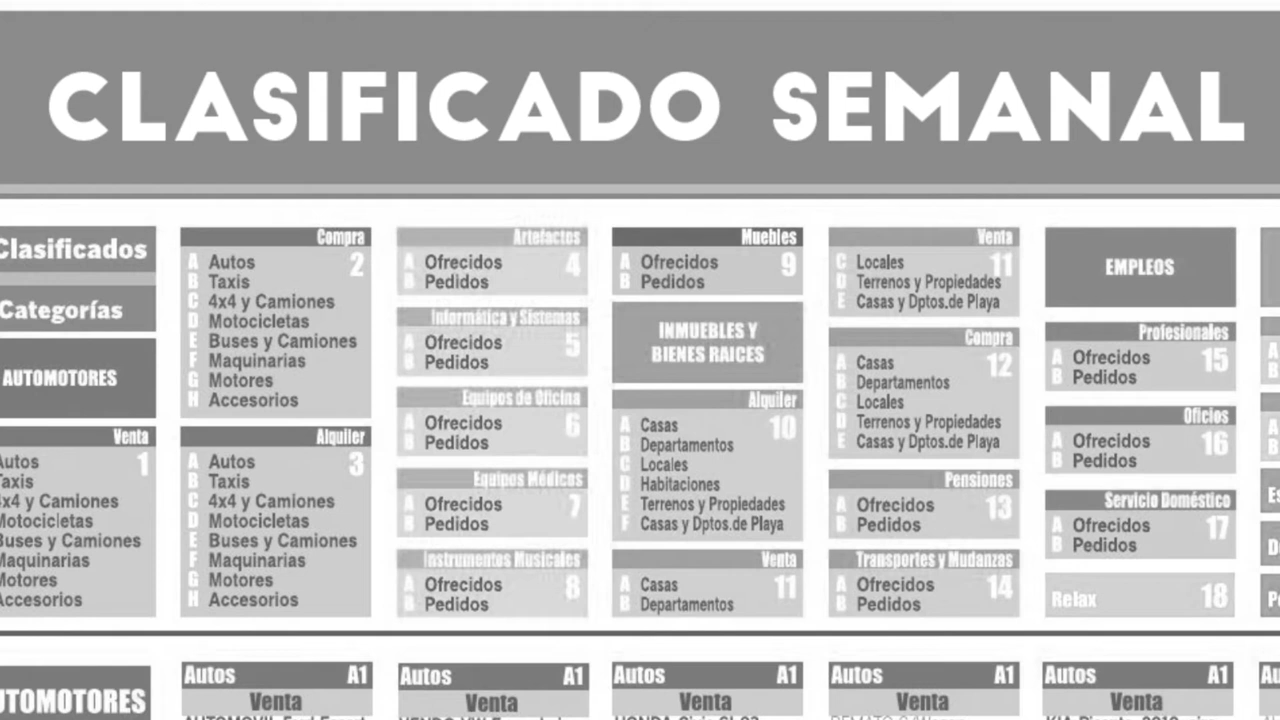 CLASIFICADO SEMANAL
Clasificados
Categorías
AUTOMOTORES
Venta
1
Autos
Taxis
4x4 y Camiones
Motocicletas
Buses y Camiones
Maquinarias
Motores
Accesorios
Compra
2
A Autos
B Taxis
C 4x4 y Camiones
D Motocicletas
E Buses y Camiones
F Maquinarias
G Motores
H Accesorios
Alquiler
3
A Autos
B Taxis
C 4x4 y Camiones
D Motocicletas
E Buses y Camiones
F Maquinarias
G Motores
H Accesorios
Artefactos
4
A Ofrecidos
B Pedidos
Informática y Sistemas
5
A Ofrecidos
B Pedidos
Equipos de Oficina
6
A Ofrecidos
B Pedidos
Equipos Médicos
7
A Ofrecidos
B Pedidos
Instrumentos Musicales
8
A Ofrecidos
B Pedidos
Muebles
9
A Ofrecidos
B Pedidos
INMUEBLES Y
BIENES RAICES
Alquiler
10
A Casas
B Departamentos
C Locales
D Habitaciones
E Terrenos y Propiedades
F Casas y Dptos.de Playa
Venta
11
A Casas
B Departamentos
Venta
11
C Locales
D Terrenos y Propiedades
E Casas y Dptos.de Playa
Compra
12
A Casas
B Departamentos
C Locales
D Terrenos y Propiedades
E Casas y Dptos.de Playa
Pensiones
13
A Ofrecidos
B Pedidos
Transportes y Mudanzas
14
A Ofrecidos
B Pedidos
EMPLEOS
Profesionales
15
A Ofrecidos
B Pedidos
Oficios
16
A Ofrecidos
B Pedidos
Servicio Doméstico
17
A Ofrecidos
B Pedidos
Relax 18
A
B
A
B
AUTOMOTORES
Autos A1
Venta
Autos A1
Venta
Autos A1
Venta
HONDA Civic
Autos A1
Venta
Autos A1
Venta